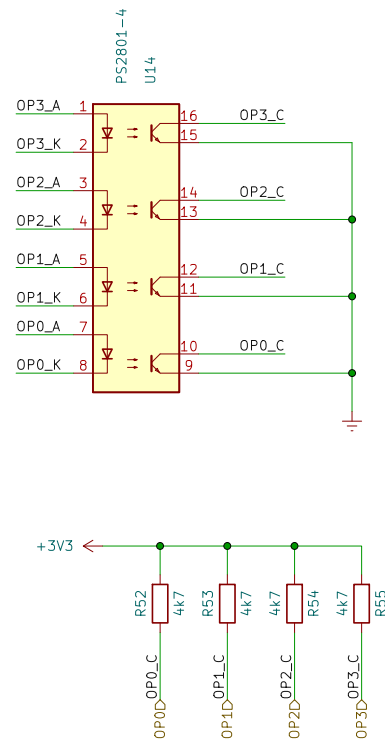 PS2801-4
U14
OP3_A 1
16 OP3_C
15
OP3_K 2
OP2_A 3
14 OP2_C
13
OP2_K 4
OP1_A 5
12 OP1_C
11
OP1_K 6
OP0_A 7
10 OP0_C
9
OP0_K 8
+3V3
R52 4k7
R53 4k7
4k7 R54
4k7 R55
OP0_C
OP1_C
OP2_C
OP3_C
OP0
OP1
OP2
OP3